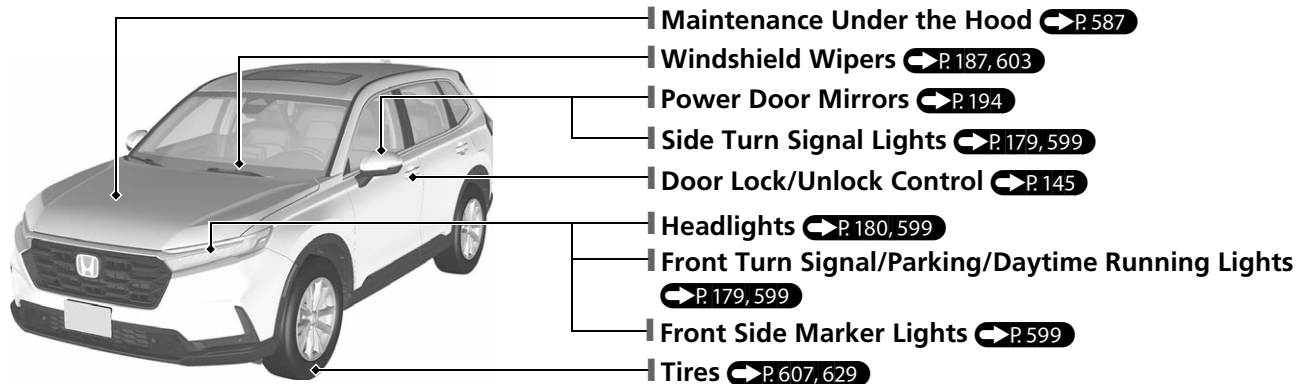 Maintenance Under the Hood P. 587
Windshield Wipers P. 187, 603
Power Door Mirrors P. 194
Side Turn Signal Lights P. 179, 599
Door Lock/Unlock Control P. 145
Headlights P. 180, 599
Front Turn Signal/Parking/Daytime Running Lights
P. 179, 599
Front Side Marker Lights P. 599
Tires P. 607, 629